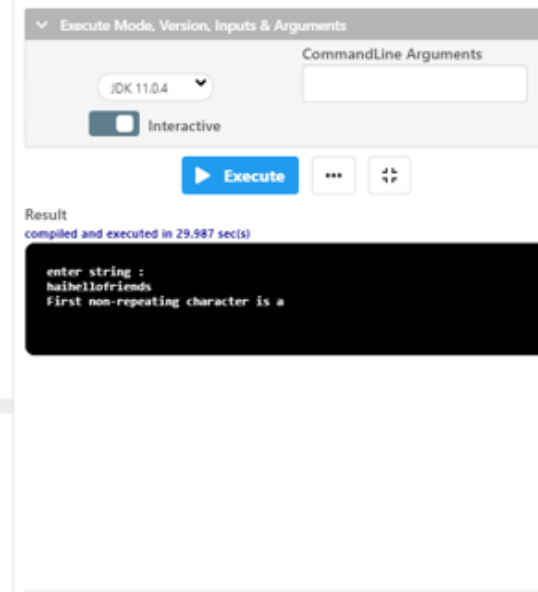 Execute Mode, Version, Inputs & Arguments
CommandLine Arguments
JDK 11.0.4
Interactive
Execute
•••
Result
compiled and executed in 29.987 sec(s)
enter string :
haihellofriends
First non-repeating character is a